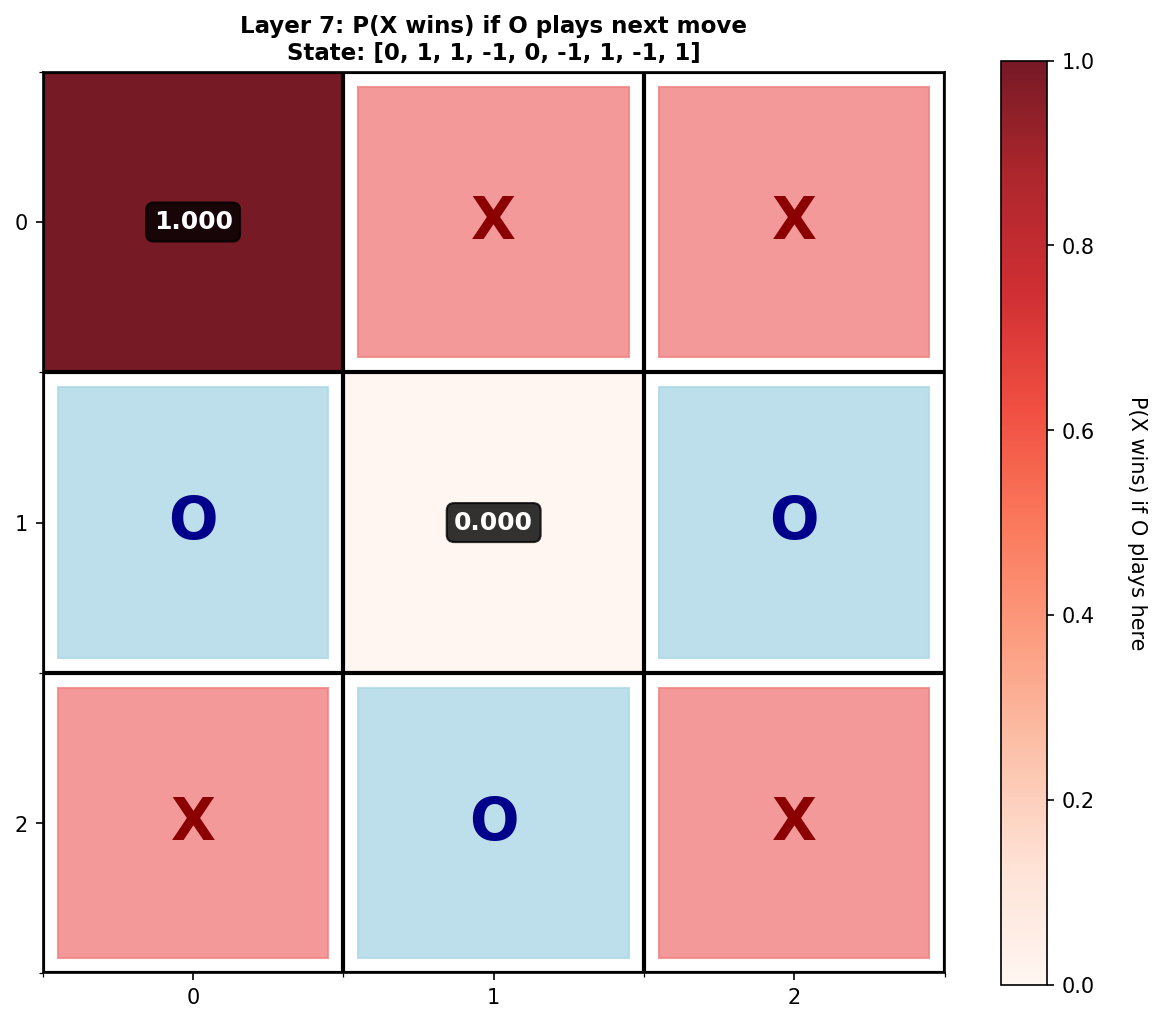 Layer 7: P(X wins) if O plays next move
State: [0, 1, 1, -1, 0, -1, 1, -1, 1]
1.0
0.8
0.6
0.4
0.2
0.0
P(X wins) if O plays here
0
1.000
X
X
1
O
0.000
O
2
X
O
X
0
1
2